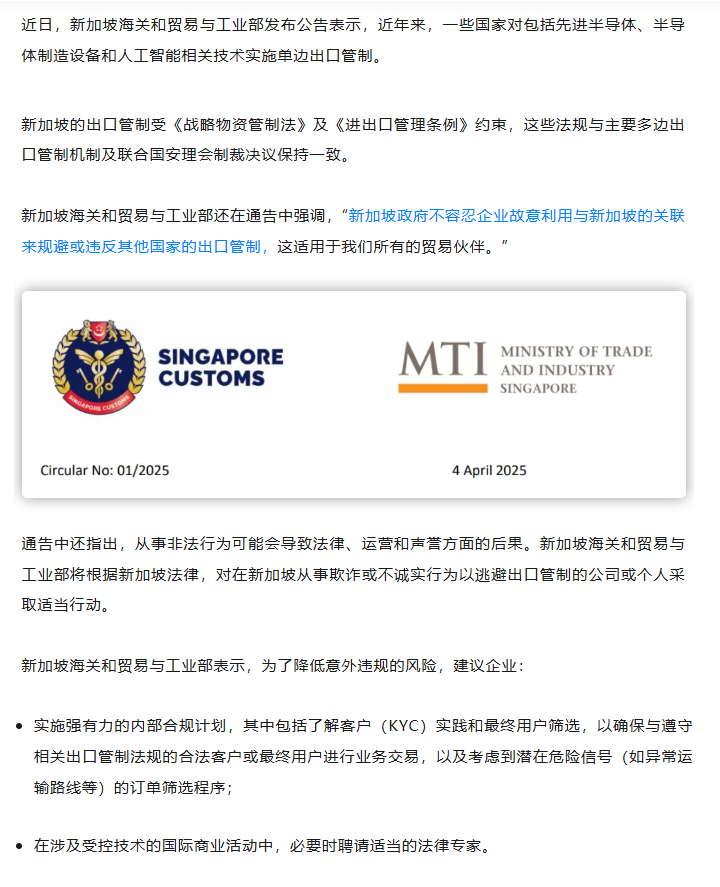 近日，新加坡海关和贸易与工业部发布公告表示，近年来，一些国家对包括先进半导体、半导
体制造设备和人工智能相关技术实施单边出口管制。
新加坡的出口管制受《战略物资管制法》及《进出口管理条例》约束，这些法规与主要多边出
口管制机制及联合国安理会制裁决议保持一致。
新加坡海关和贸易与工业部还在通告中强调，“新加坡政府不容忍企业故意利用与新加坡的关联
来规避或违反其他国家的出口管制，这适用于我们所有的贸易伙伴。”
SINGAPORE CUSTOMS
SINGAPORE
CUSTOMS
MTI
MINISTRY OF TRADE
AND INDUSTRY
SINGAPORE
Circular No: 01/2025
4 April 2025
通告中还指出，从事非法行为可能会导致法律、运营和声誉方面的后果。新加坡海关和贸易与
工业部将根据新加坡法律，对在新加坡从事欺诈或不诚实行为以逃避出口管制的公司或个人采
取适当行动。
新加坡海关和贸易与工业部表示，为了降低意外违规的风险，建议企业：
• 实施强有力的内部合规计划，其中包括了解客户（KYC）实践和最终用户筛选，以确保与遵守
相关出口管制法规的合法客户或最终用户进行业务交易，以及考虑到潜在危险信号（如异常运
输路线等）的订单筛选程序；
• 在涉及受控技术的国际商业活动中，必要时聘请适当的法律专家。